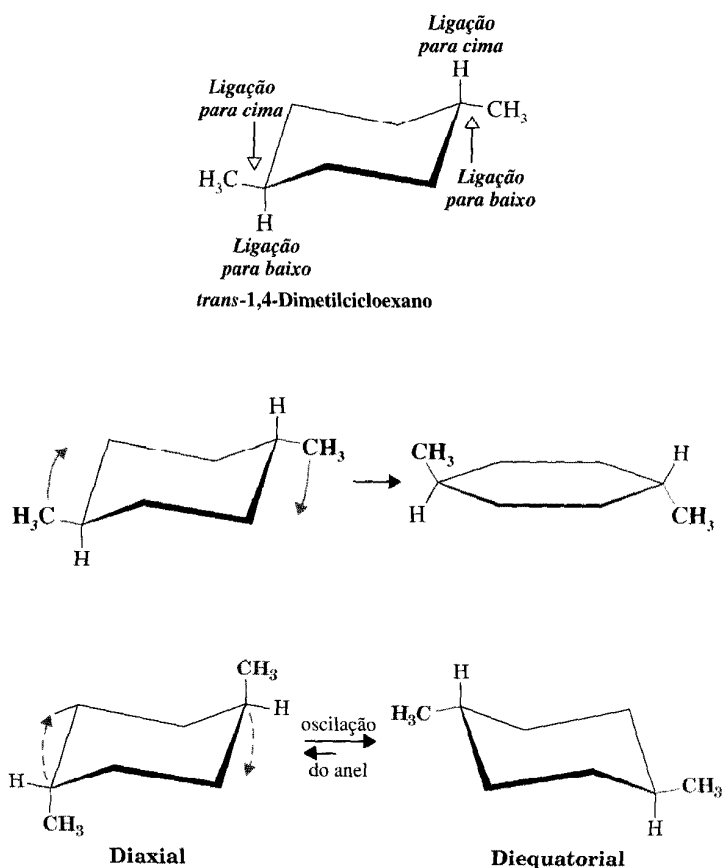 Ligação
para cima
H
Ligação
para cima
CH₃
H₃C
Ligação
para baixo
H
Ligação
para baixo
trans-1,4-Dimetilcicloexano
H
CH₃
H₃C
H
CH₃
H
H
CH₃
CH₃
H
H
CH₃
Diaxial
oscilação
do anel
H
H₃C
CH₃
H
Diequatorial